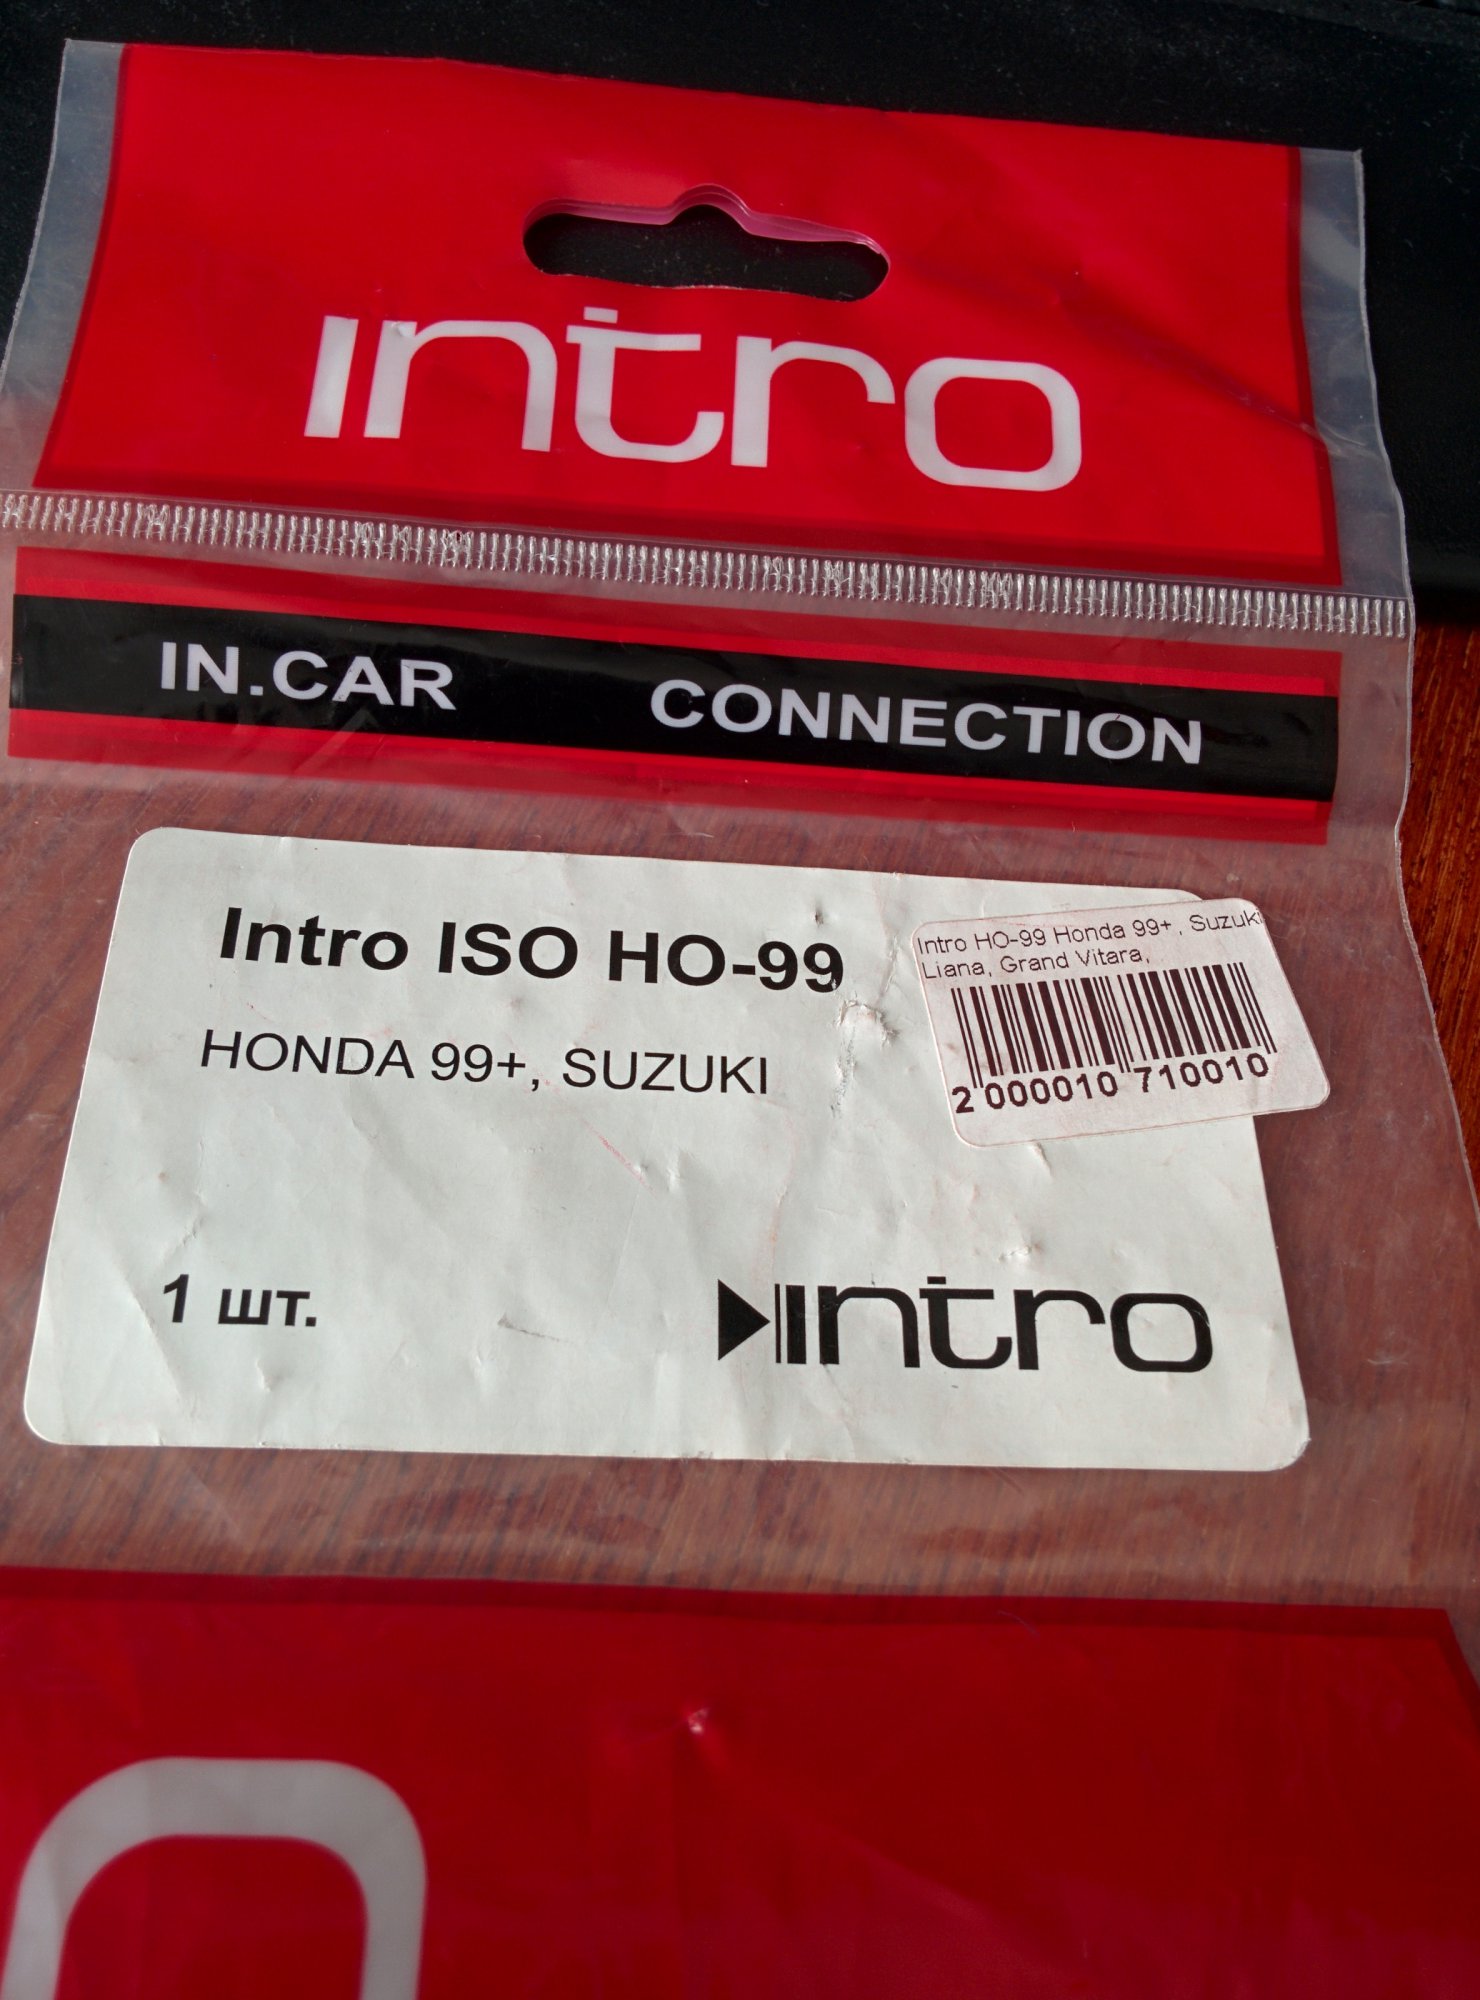 intro
IN.CAR CONNECTION
Intro ISO HO-99
HONDA 99+, SUZUKI
Intro HO-99 Honda 99+, Suzuki
Liana, Grand Vitara,
2 000010 710010
1 шт.
intro